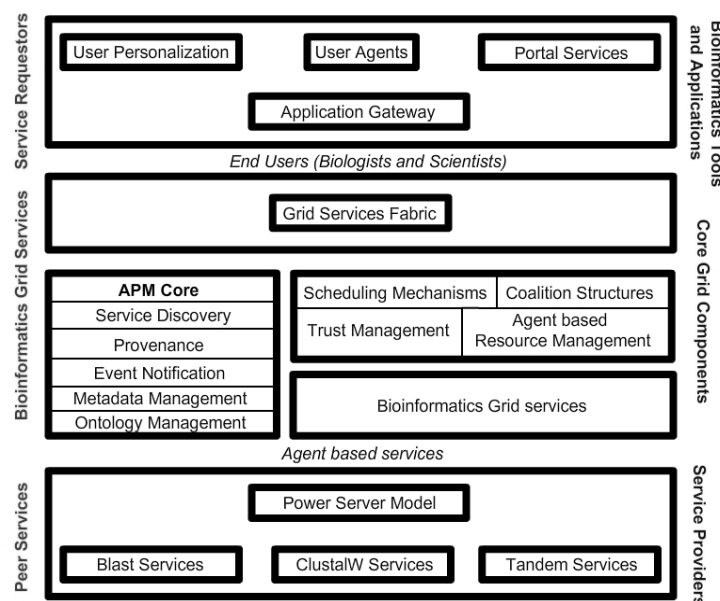 Service Requestors
User Personalization
User Agents
Portal Services
Application Gateway
Bioinformatics Tools
and Applications
End Users (Biologists and Scientists)
Bioinformatics Grid Services
Grid Services Fabric
Core Grid Components
APM Core
Service Discovery
Provenance
Event Notification
Metadata Management
Ontology Management
Scheduling Mechanisms
Coalition Structures
Trust Management
Agent based
Resource Management
Bioinformatics Grid services
Agent based services
Peer Services
Power Server Model
Blast Services
ClustalW Services
Tandem Services
Service Providers